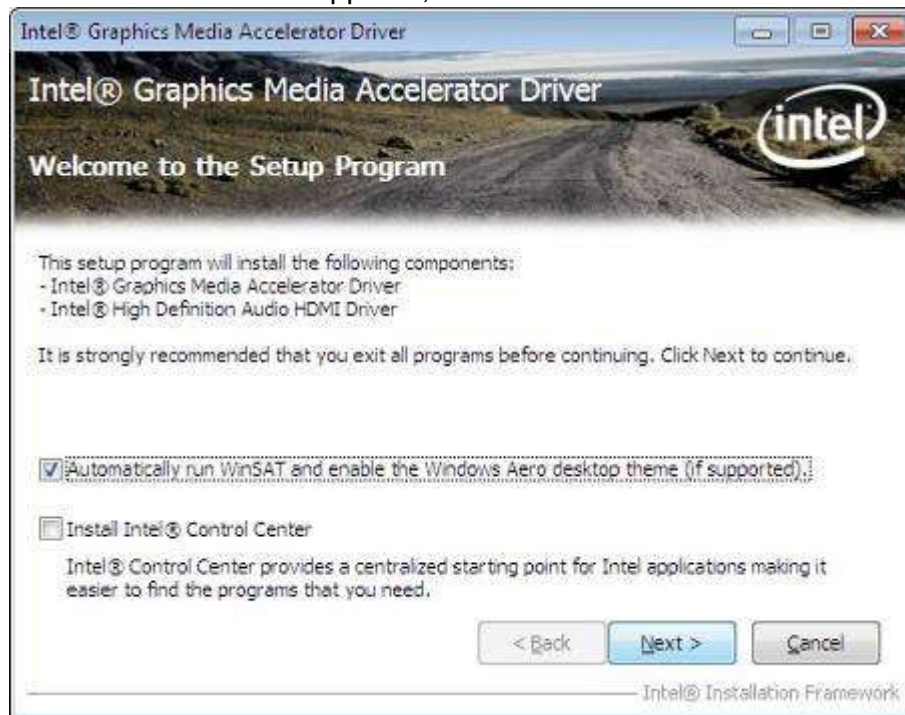 Intel® Graphics Media Accelerator Driver
Intel® Graphics Media Accelerator Driver
intel
Welcome to the Setup Program
This setup program will install the following components:
- Intel® Graphics Media Accelerator Driver
- Intel® High Definition Audio HDMI Driver
It is strongly recommended that you exit all programs before continuing. Click Next to continue.
Automatically run WinSAT and enable the Windows Aero desktop theme (if supported).
Install Intel® Control Center
Intel® Control Center provides a centralized starting point for Intel applications making it
easier to find the programs that you need.
< Back Next > Cancel
Intel® Installation Framework